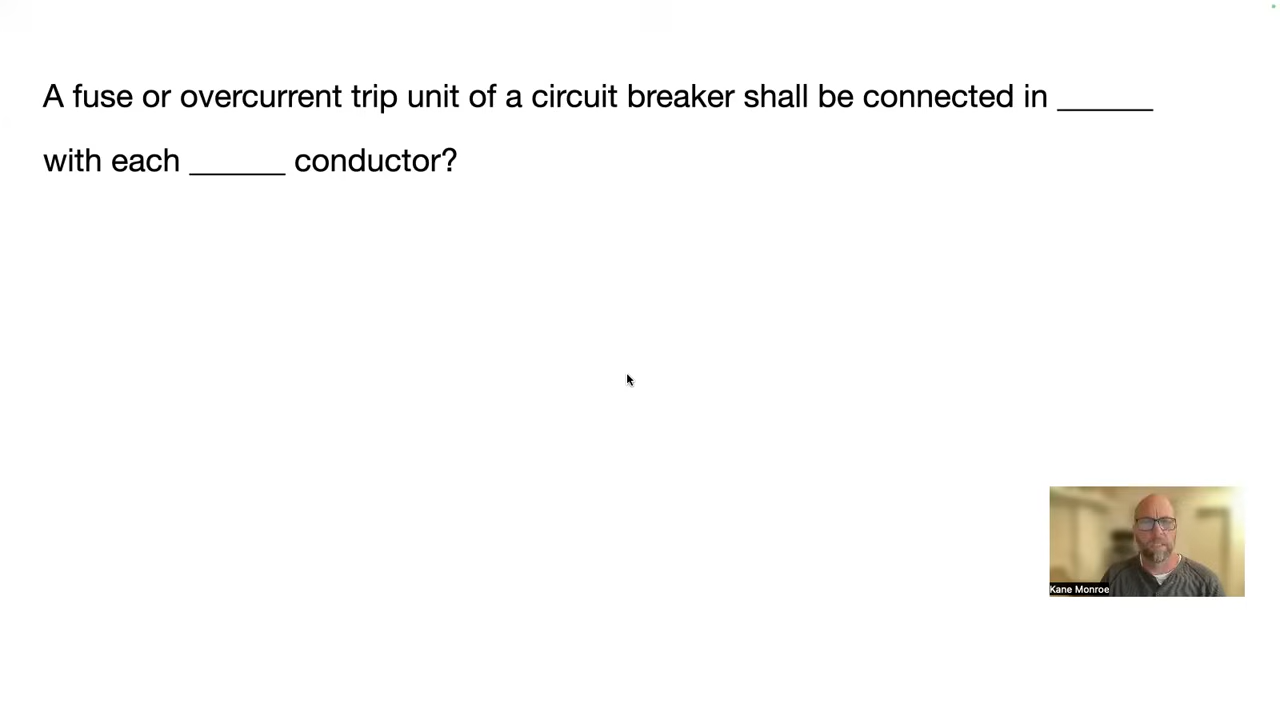 A fuse or overcurrent trip unit of a circuit breaker shall be connected in ______
with each ______ conductor?
Kane Monroe